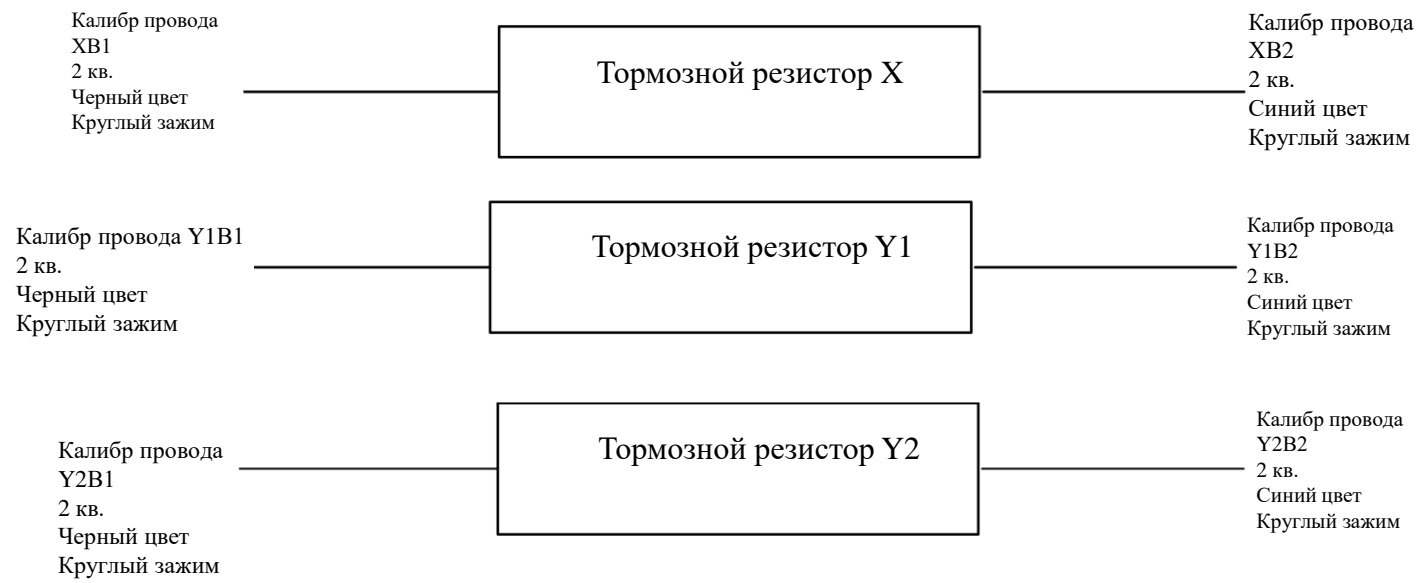 Калибр провода
XB1
2 кв.
Черный цвет
Круглый зажим
Тормозной резистор X
Калибр провода
XB2
2 кв.
Синий цвет
Круглый зажим
Калибр провода Y1B1
2 кв.
Черный цвет
Круглый зажим
Тормозной резистор Y1
Калибр провода
Y1B2
2 кв.
Синий цвет
Круглый зажим
Калибр провода
Y2B1
2 кв.
Черный цвет
Круглый зажим
Тормозной резистор Y2
Калибр провода
Y2B2
2 кв.
Синий цвет
Круглый зажим